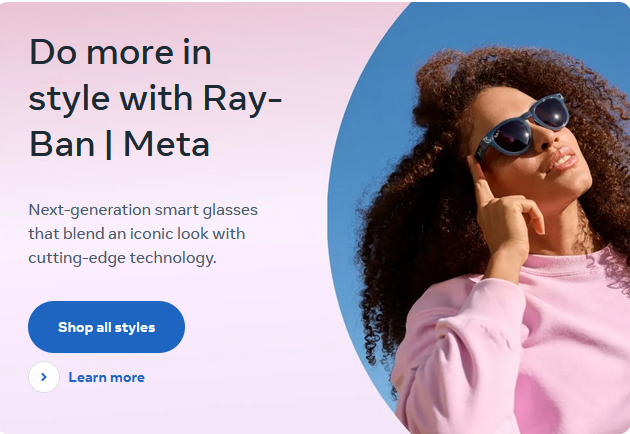 Do more in
style with Ray-
Ban | Meta
Next-generation smart glasses
that blend an iconic look with
cutting-edge technology.
Shop all styles
Learn more